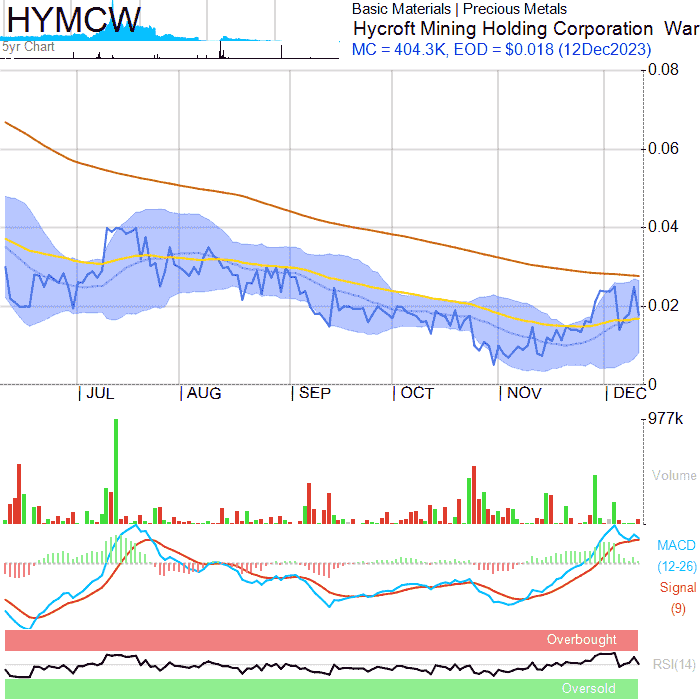 HYMCW
5yr Chart
Basic Materials | Precious Metals
Hycroft Mining Holding Corporation War
MC = 404.3K, EOD = $0.018 (12Dec2023)
0.08
0.06
0.04
0.02
0
JUL AUG SEP OCT NOV DEC
977k
Volume
MACD
(12-26)
Signal
(9)
Overbought
RSI(14)
Oversold